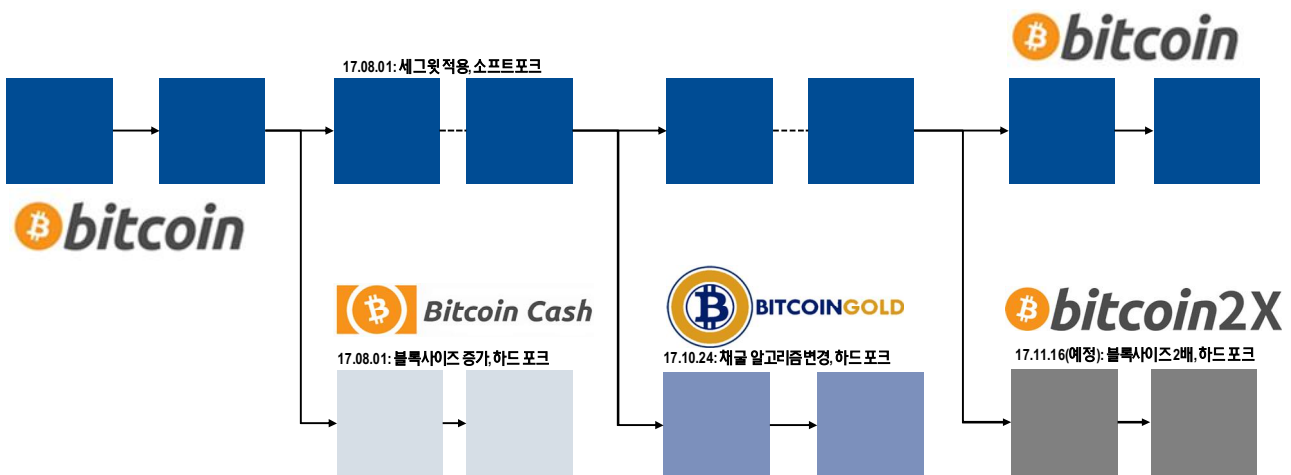 bitcoin
17.08.01: 세그윗 적용, 소프트포크
bitcoin
Bitcoin Cash
17.08.01: 블록사이즈 증가, 하드 포크
BITCOINGOLD
17.10.24: 채굴 알고리즘변경, 하드 포크
bitcoin2X
17.11.16(예정): 블록사이즈 2배, 하드 포크